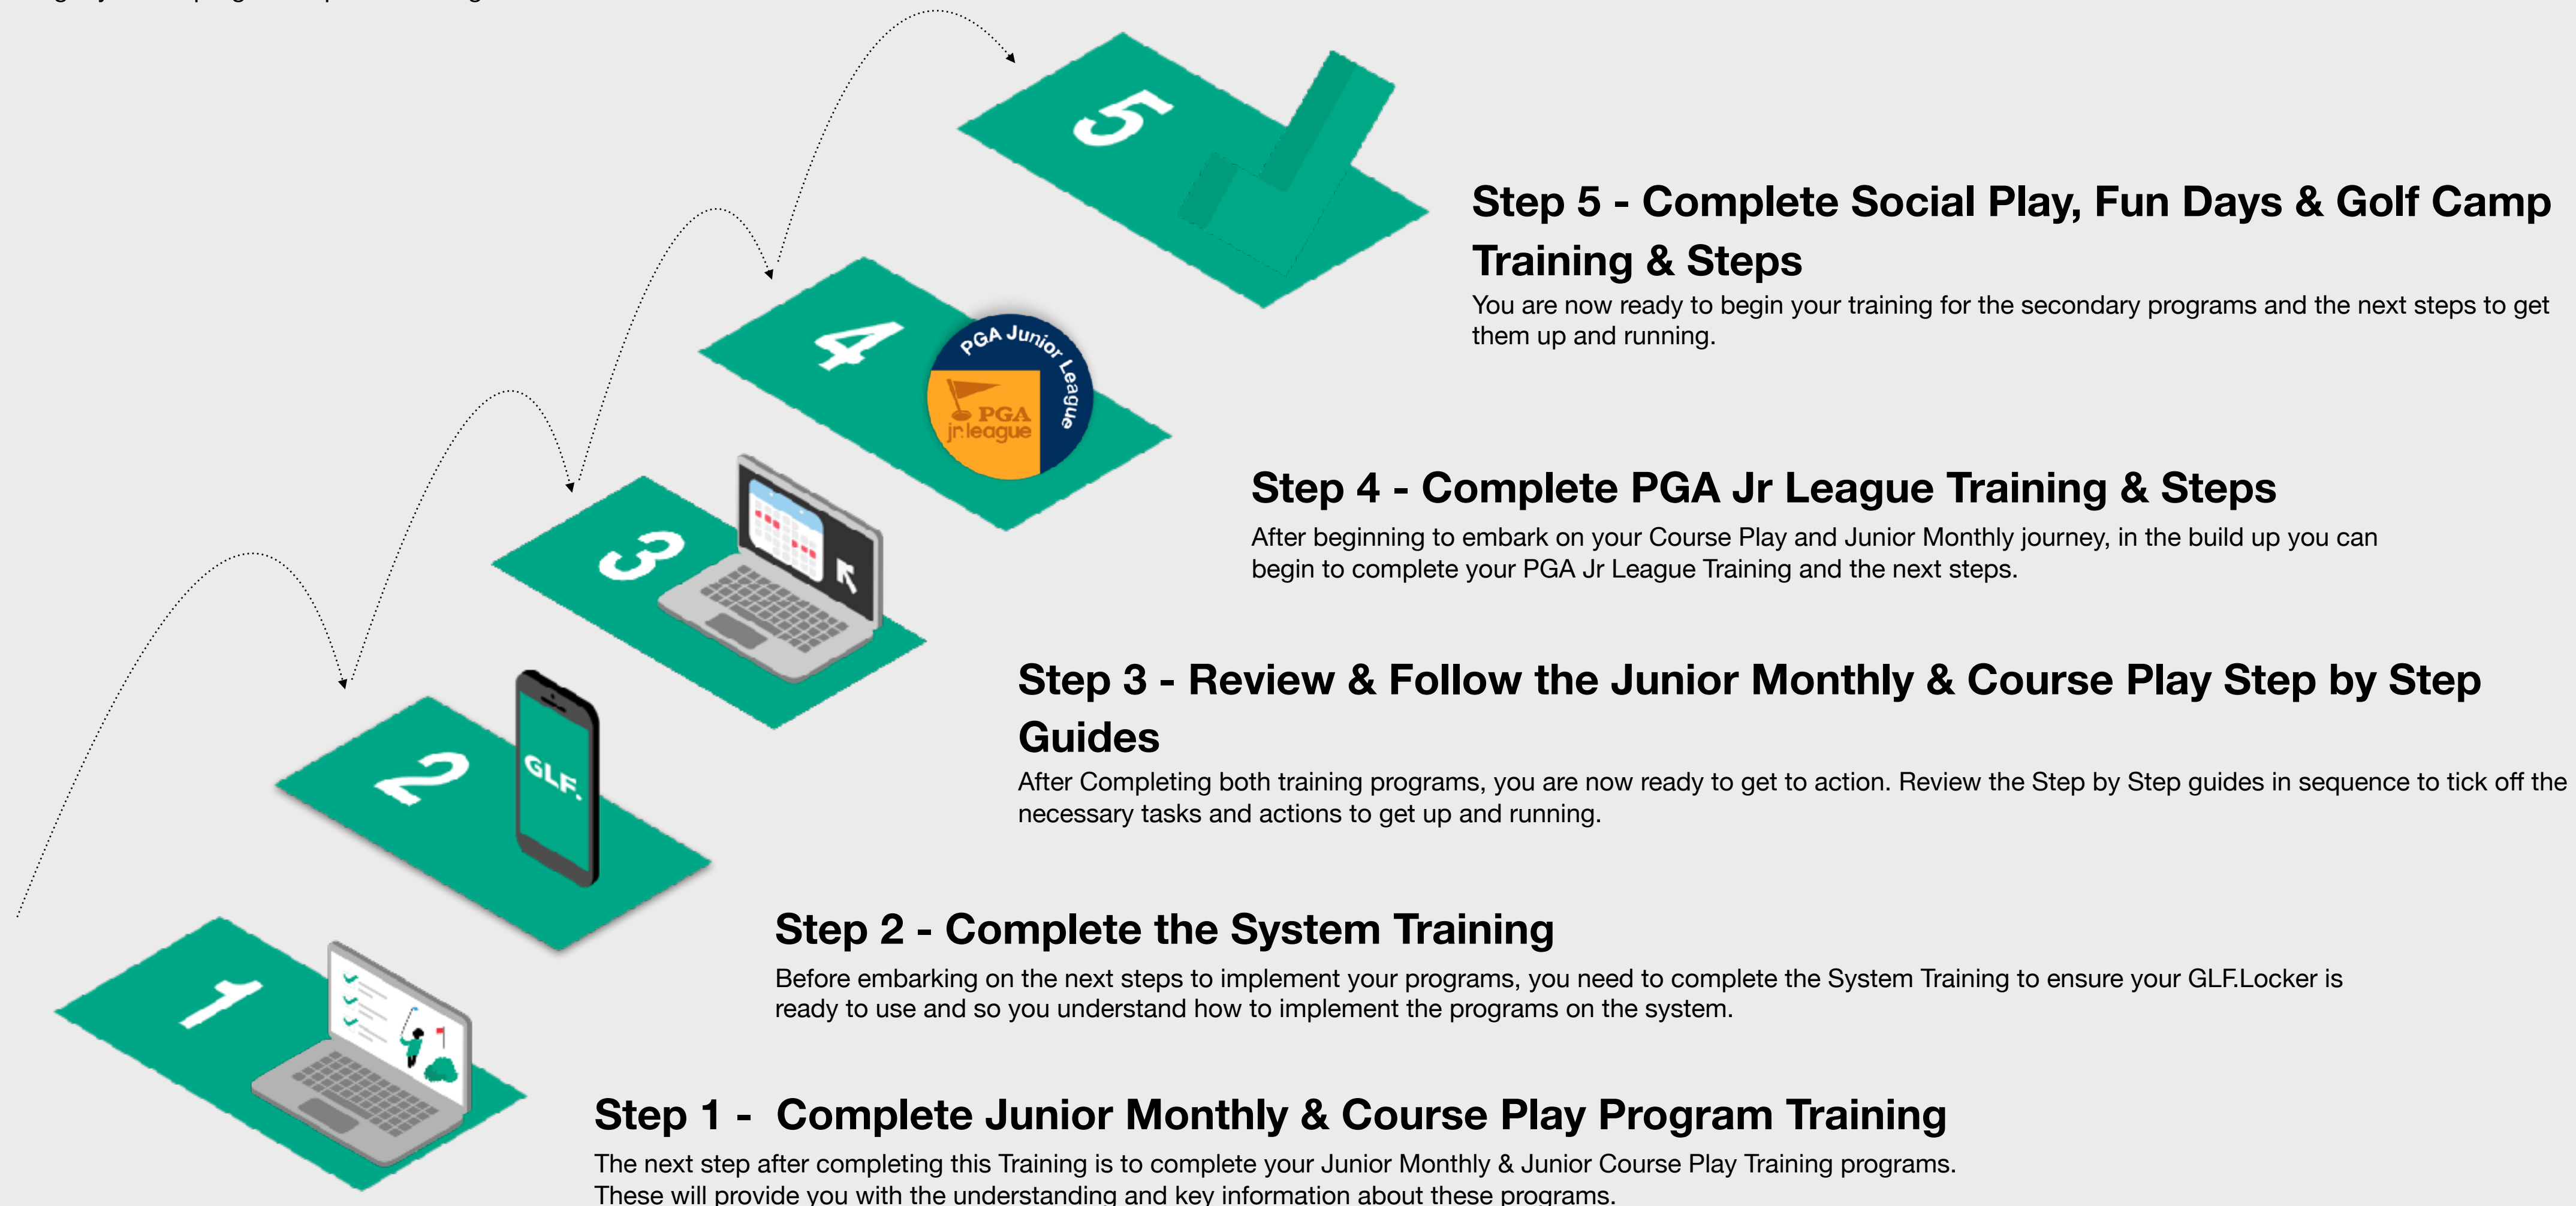 5
Step 5 - Complete Social Play, Fun Days & Golf Camp
Training & Steps
You are now ready to begin your training for the secondary programs and the next steps to get
them up and running.
4
PGA Junior League
PGA
jr.league
Step 4 - Complete PGA Jr League Training & Steps
After beginning to embark on your Course Play and Junior Monthly journey, in the build up you can
begin to complete your PGA Jr League Training and the next steps.
3
Step 3 - Review & Follow the Junior Monthly & Course Play Step by Step
Guides
After Completing both training programs, you are now ready to get to action. Review the Step by Step guides in sequence to tick off the
necessary tasks and actions to get up and running.
2
GLF.
Step 2 - Complete the System Training
Before embarking on the next steps to implement your programs, you need to complete the System Training to ensure your GLF.Locker is
ready to use and so you understand how to implement the programs on the system.
1
Step 1 - Complete Junior Monthly & Course Play Program Training
The next step after completing this Training is to complete your Junior Monthly & Junior Course Play Training programs.
These will provide you with the understanding and key information about these programs.